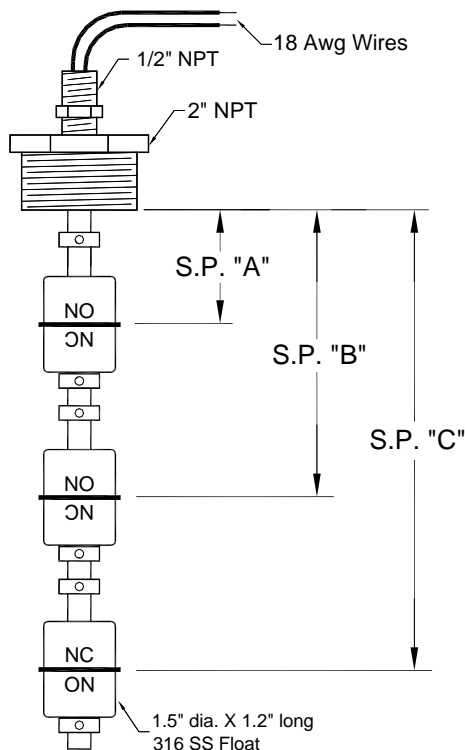 18 Awg Wires
1/2" NPT
2" NPT
S.P. "A"
NO
NC
S.P. "B"
S.P. "C"
NO
NC
NC
NO
1.5" dia. X 1.2" long
316 SS Float